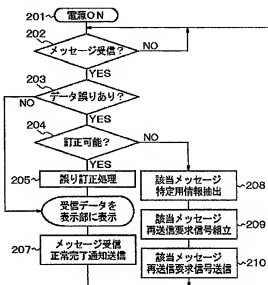 201
電源ON
202
メッセージ受信?
NO
YES
203
NO
データ誤りあり?
YES
204
訂正可能?
NO
YES
205
誤り訂正処理
該当メッセージ
特定用情報抽出
208
受信データを
表示部に表示
該当メッセージ
再送信要求信号組立
209
207
メッセージ受信
正常完了通知送信
該当メッセージ
再送信要求信号送信
210